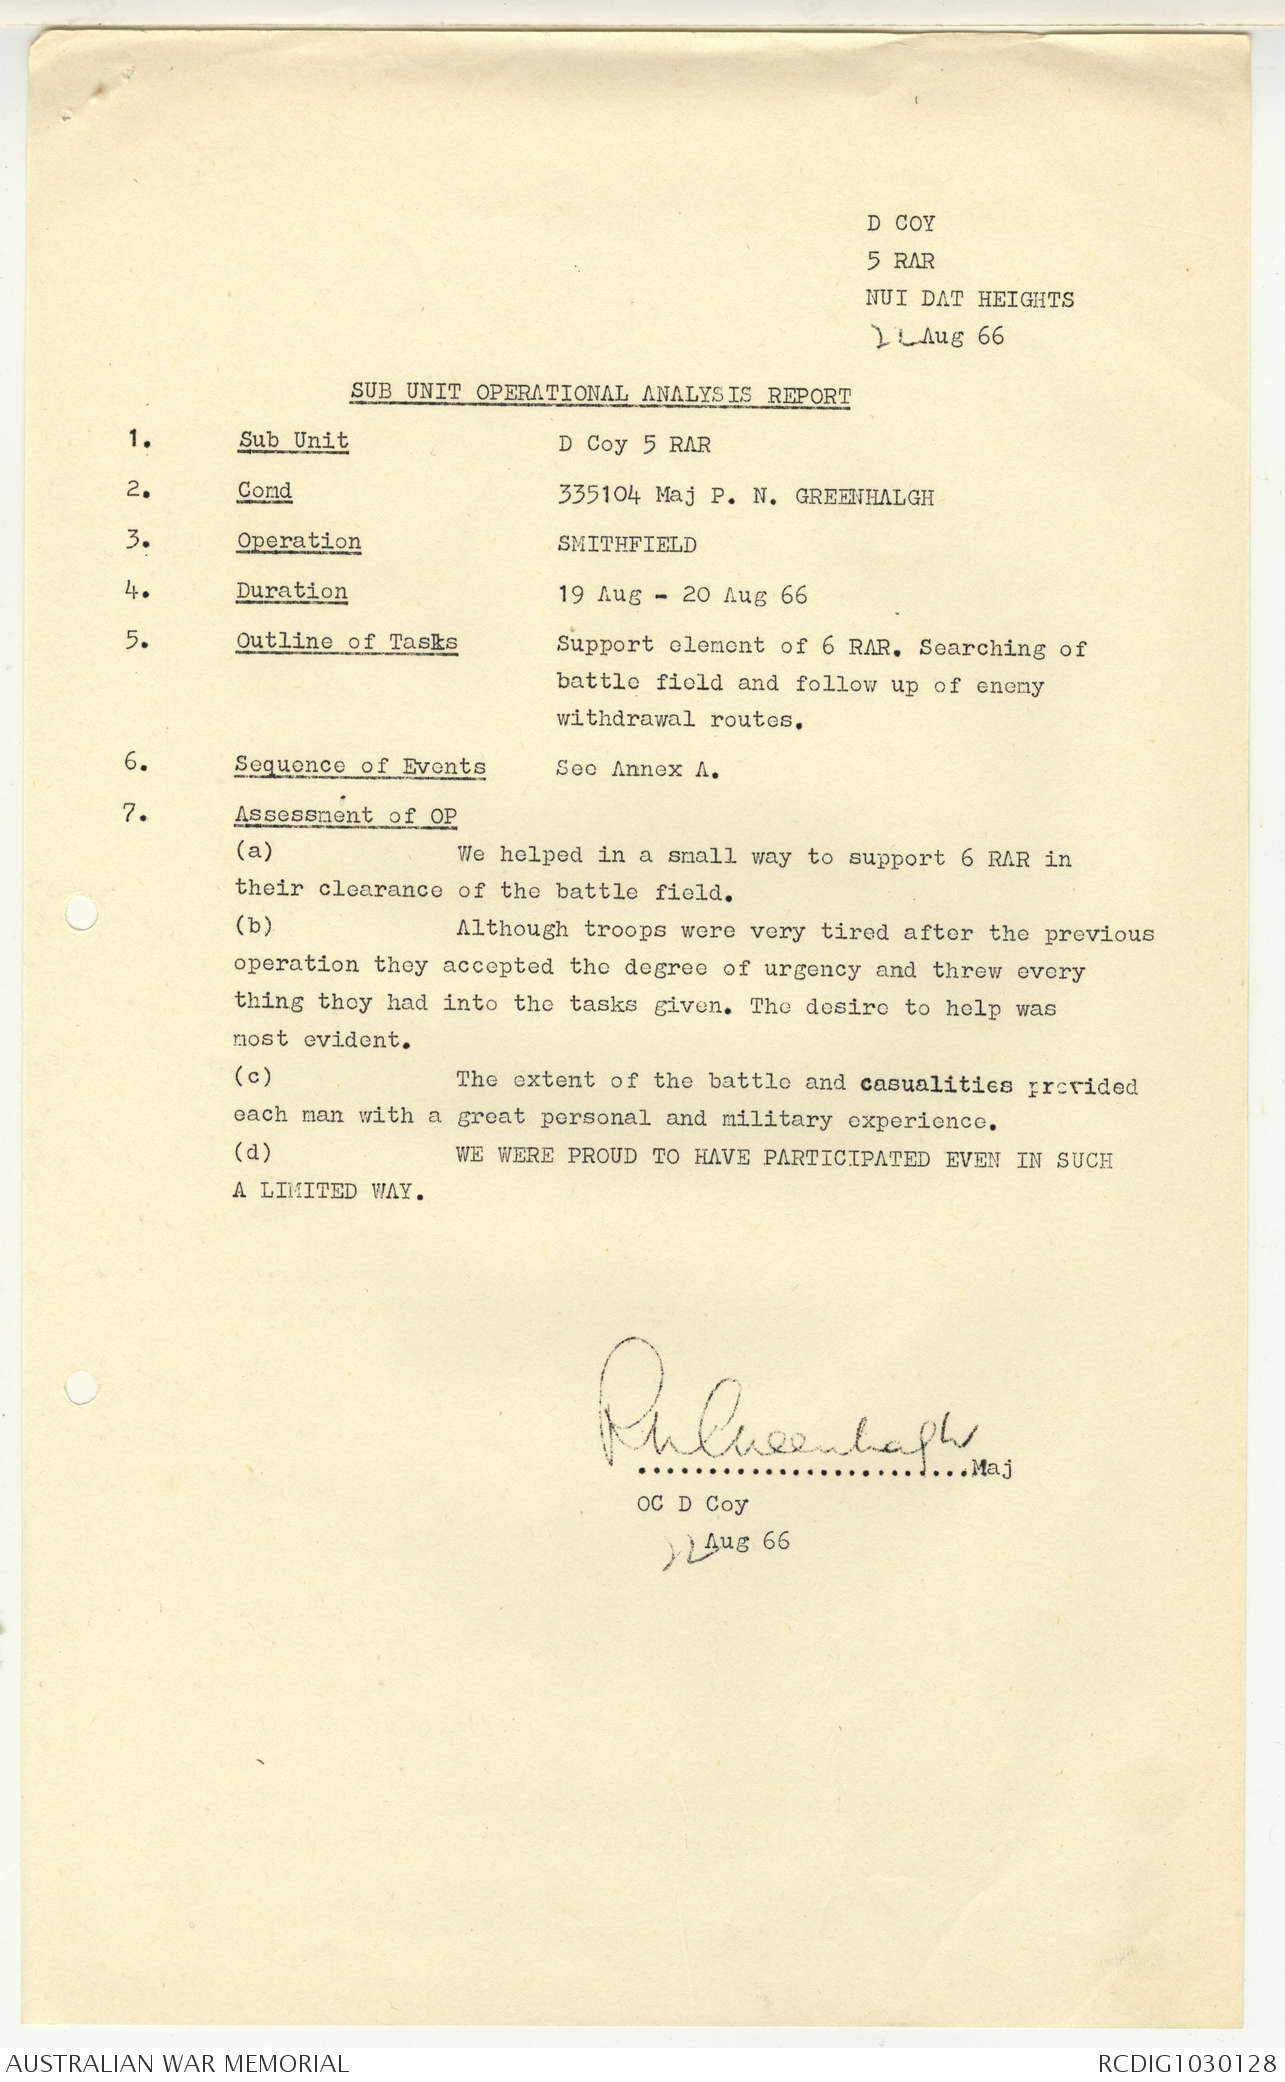 D COY
5 RAR
NUI DAT HEIGHTS
22 Aug 66
SUB UNIT OPERATIONAL ANALYSIS REPORT
1. Sub Unit D Coy 5 RAR
2. Comd 335104 Maj P. N. GREENHALGH
3. Operation SMITHFIELD
4. Duration 19 Aug - 20 Aug 66
5. Outline of Tasks Support element of 6 RAR. Searching of
battle field and follow up of enemy
withdrawal routes.
6. Sequence of Events See Annex A.
7. Assessment of OP
(a) We helped in a small way to support 6 RAR in
their clearance of the battle field.
(b) Although troops were very tired after the previous
operation they accepted the degree of urgency and threw every
thing they had into the tasks given. The desire to help was
most evident.
(c) The extent of the battle and casualities provided
each man with a great personal and military experience.
(d) WE WERE PROUD TO HAVE PARTICIPATED EVEN IN SUCH
A LIMITED WAY.
PN Greenhalgh
........................Maj
OC D Coy
22 Aug 66
AUSTRALIAN WAR MEMORIAL RCDIG1030128